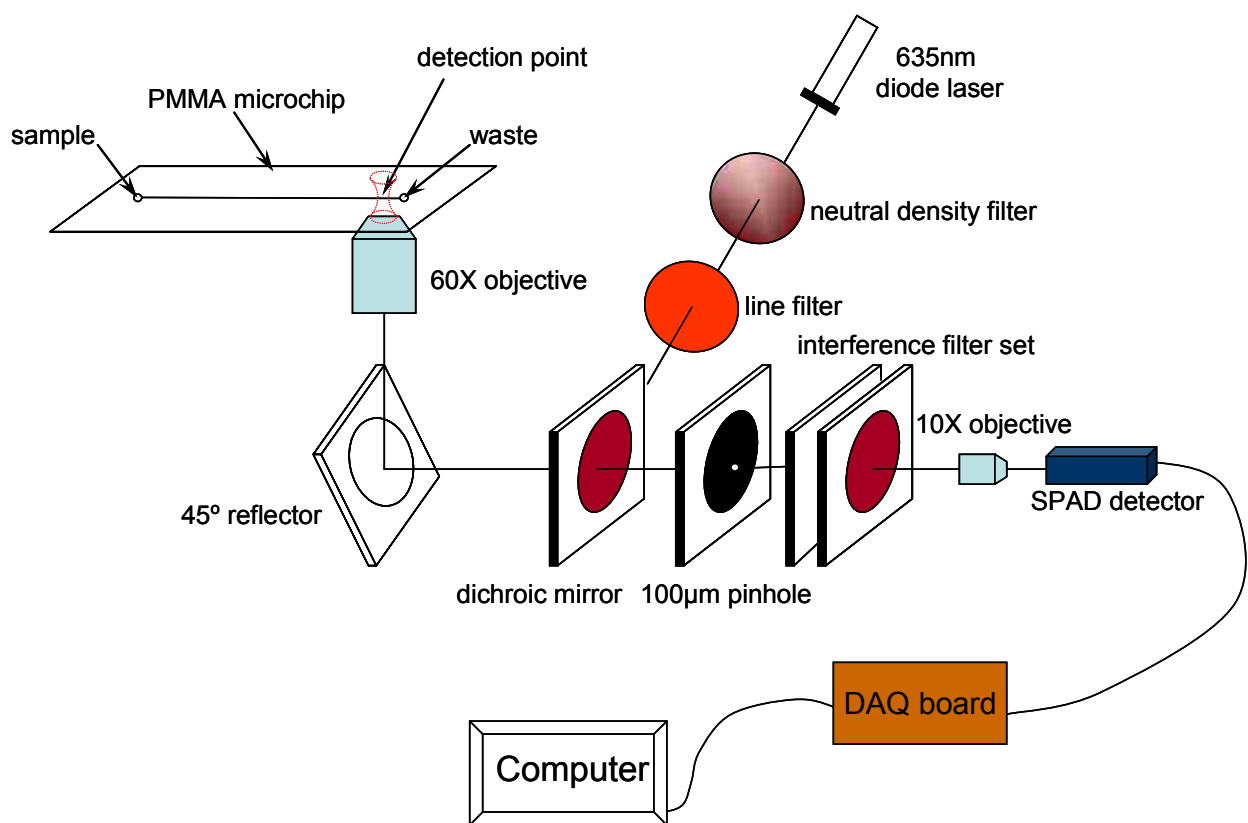 detection point
635nm
diode laser
PMMA microchip
sample
waste
neutral density filter
60X objective
line filter
interference filter set
10X objective
45º reflector
SPAD detector
dichroic mirror
100µm pinhole
DAQ board
Computer